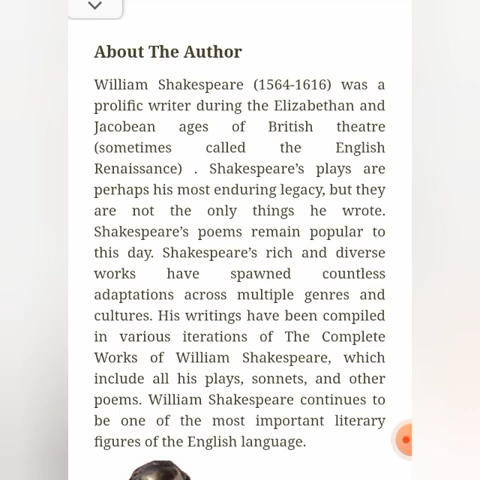 About The Author
William Shakespeare (1564-1616) was a
prolific writer during the Elizabethan and
Jacobean ages of British theatre
(sometimes called the English
Renaissance) . Shakespeare’s plays are
perhaps his most enduring legacy, but they
are not the only things he wrote.
Shakespeare’s poems remain popular to
this day. Shakespeare’s rich and diverse
works have spawned countless
adaptations across multiple genres and
cultures. His writings have been compiled
in various iterations of The Complete
Works of William Shakespeare, which
include all his plays, sonnets, and other
poems. William Shakespeare continues to
be one of the most important literary
figures of the English language.